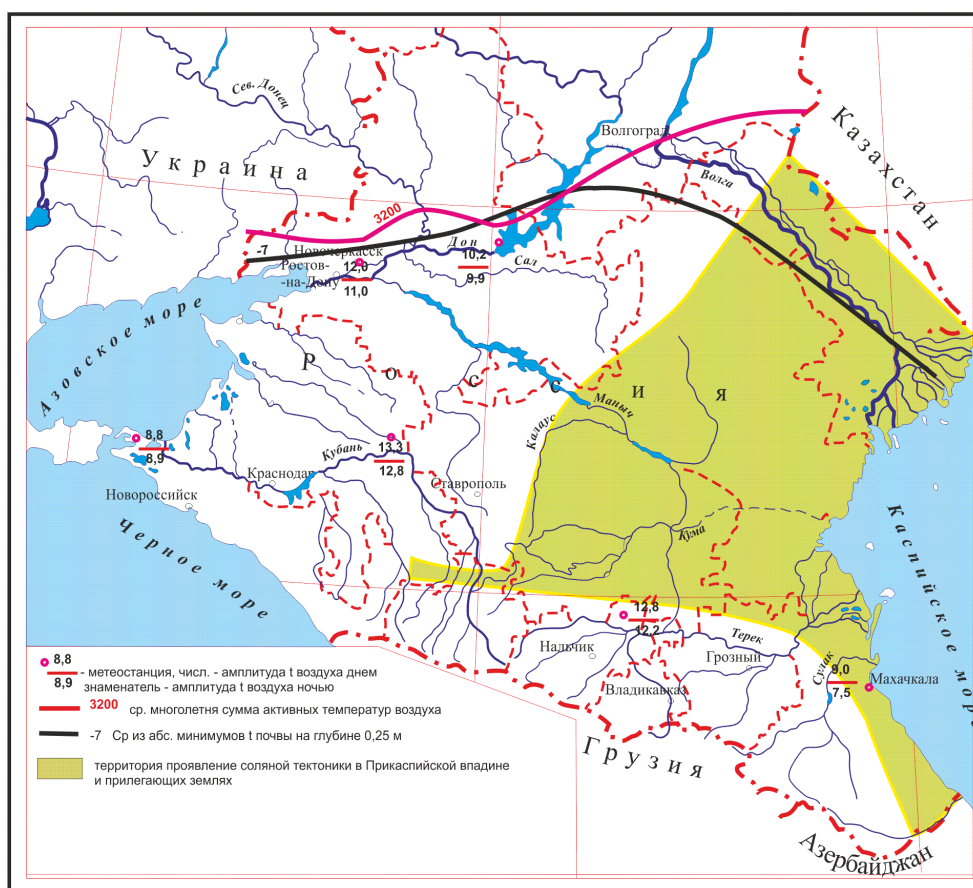 Сев. Донец
Украина
Волгоград
Казахстан
Волга
3200
-7
Новочеркасск
Дон
10,2
9,9
Сал
Ростов-
-на-Дону
12,0
11,0
Азовское море
Россия
Маныч
Калаус
8,8
8,9
13,3
12,8
Кубань
Краснодар
Ставрополь
Новороссийск
Черное море
Кума
Каспийское море
12,8
12,2
Терек
Нальчик
Грозный
Сулак
9,0
7,5
Махачкала
Владикавказ
Грузия
Азербайджан
8,8
8,9
- метеостанция, числ. - амплитуда t воздуха днем
знаменатель - амплитуда t воздуха ночью
3200 ср. многолетня сумма активных температур воздуха
-7 Ср из абс. минимумов t почвы на глубине 0,25 м
территория проявление соляной тектоники в Прикаспийской впадине
и прилегающих землях